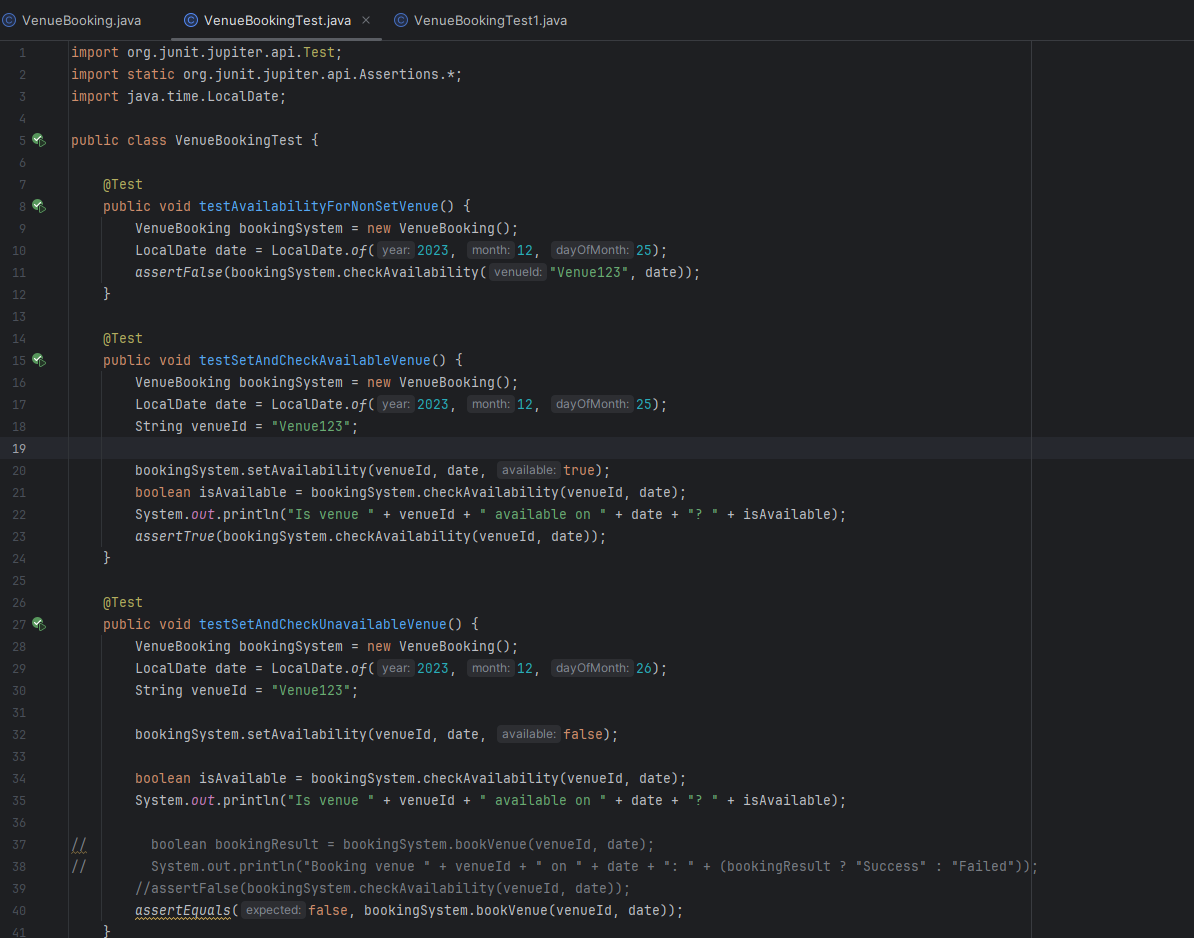 VenueBooking.java VenueBookingTest.java × VenueBookingTest1.java
1 import org.junit.jupiter.api.Test;
2 import static org.junit.jupiter.api.Assertions.*;
3 import java.time.LocalDate;
4
5 public class VenueBookingTest {
6
7 @Test
8 public void testAvailabilityForNonSetVenue() {
9 VenueBooking bookingSystem = new VenueBooking();
10 LocalDate date = LocalDate.of( year: 2023, month: 12, dayOfMonth: 25);
11 assertFalse(bookingSystem.checkAvailability( venueId: "Venue123", date));
12 }
13
14 @Test
15 public void testSetAndCheckAvailableVenue() {
16 VenueBooking bookingSystem = new VenueBooking();
17 LocalDate date = LocalDate.of( year: 2023, month: 12, dayOfMonth: 25);
18 String venueId = "Venue123";
19
20 bookingSystem.setAvailability(venueId, date, available: true);
21 boolean isAvailable = bookingSystem.checkAvailability(venueId, date);
22 System.out.println("Is venue " + venueId + " available on " + date + "? " + isAvailable);
23 assertTrue(bookingSystem.checkAvailability(venueId, date));
24 }
25
26 @Test
27 public void testSetAndCheckUnavailableVenue() {
28 VenueBooking bookingSystem = new VenueBooking();
29 LocalDate date = LocalDate.of( year: 2023, month: 12, dayOfMonth: 26);
30 String venueId = "Venue123";
31
32 bookingSystem.setAvailability(venueId, date, available: false);
33
34 boolean isAvailable = bookingSystem.checkAvailability(venueId, date);
35 System.out.println("Is venue " + venueId + " available on " + date + "? " + isAvailable);
36
37 // boolean bookingResult = bookingSystem.bookVenue(venueId, date);
38 // System.out.println("Booking venue " + venueId + " on " + date + ": " + (bookingResult ? "Success" : "Failed"));
39 //assertFalse(bookingSystem.checkAvailability(venueId, date));
40 assertEquals( expected: false, bookingSystem.bookVenue(venueId, date));
41 }